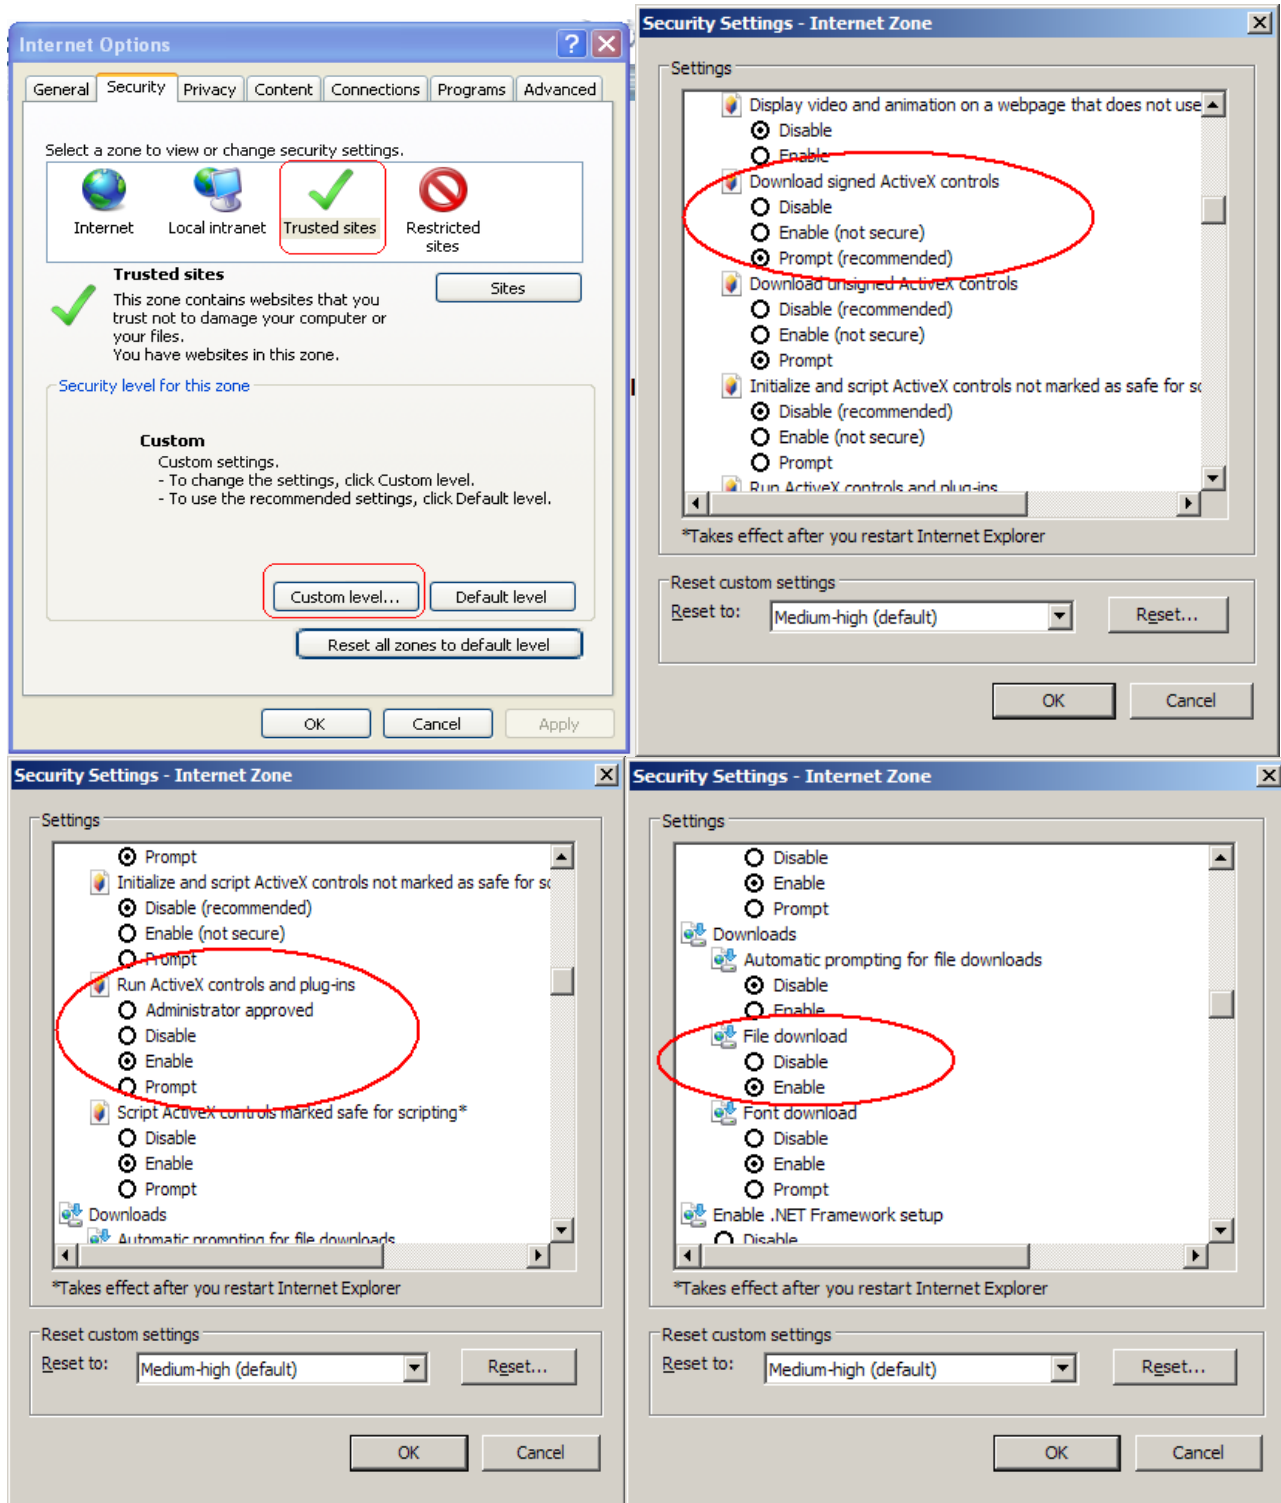 Internet Options
General Security Privacy Content Connections Programs Advanced
Select a zone to view or change security settings.
Internet Local intranet Trusted sites Restricted
sites
Trusted sites
Sites
This zone contains websites that you
trust not to damage your computer or
your files.
You have websites in this zone.
Security level for this zone
Custom
Custom settings.
- To change the settings, click Custom level.
- To use the recommended settings, click Default level.
Custom level... Default level
Reset all zones to default level
OK Cancel Apply
Security Settings - Internet Zone
Settings
Display video and animation on a webpage that does not use
Disable
Enable
Download signed ActiveX controls
Disable
Enable (not secure)
Prompt (recommended)
Download unsigned ActiveX controls
Disable (recommended)
Enable (not secure)
Prompt
Initialize and script ActiveX controls not marked as safe for sc
Disable (recommended)
Enable (not secure)
Prompt
Run ActiveX controls and plug-ins
*Takes effect after you restart Internet Explorer
Reset custom settings
Reset to: Medium-high (default) Reset...
OK Cancel
Security Settings - Internet Zone
Settings
Prompt
Initialize and script ActiveX controls not marked as safe for sc
Disable (recommended)
Enable (not secure)
Prompt
Run ActiveX controls and plug-ins
Administrator approved
Disable
Enable
Prompt
Script ActiveX controls marked safe for scripting*
Disable
Enable
Prompt
Downloads
Automatic prompting for file downloads
*Takes effect after you restart Internet Explorer
Reset custom settings
Reset to: Medium-high (default) Reset...
OK Cancel
Security Settings - Internet Zone
Settings
Disable
Enable
Prompt
Downloads
Automatic prompting for file downloads
Disable
Enable
File download
Disable
Enable
Font download
Disable
Enable
Prompt
Enable .NET Framework setup
Disable
*Takes effect after you restart Internet Explorer
Reset custom settings
Reset to: Medium-high (default) Reset...
OK Cancel